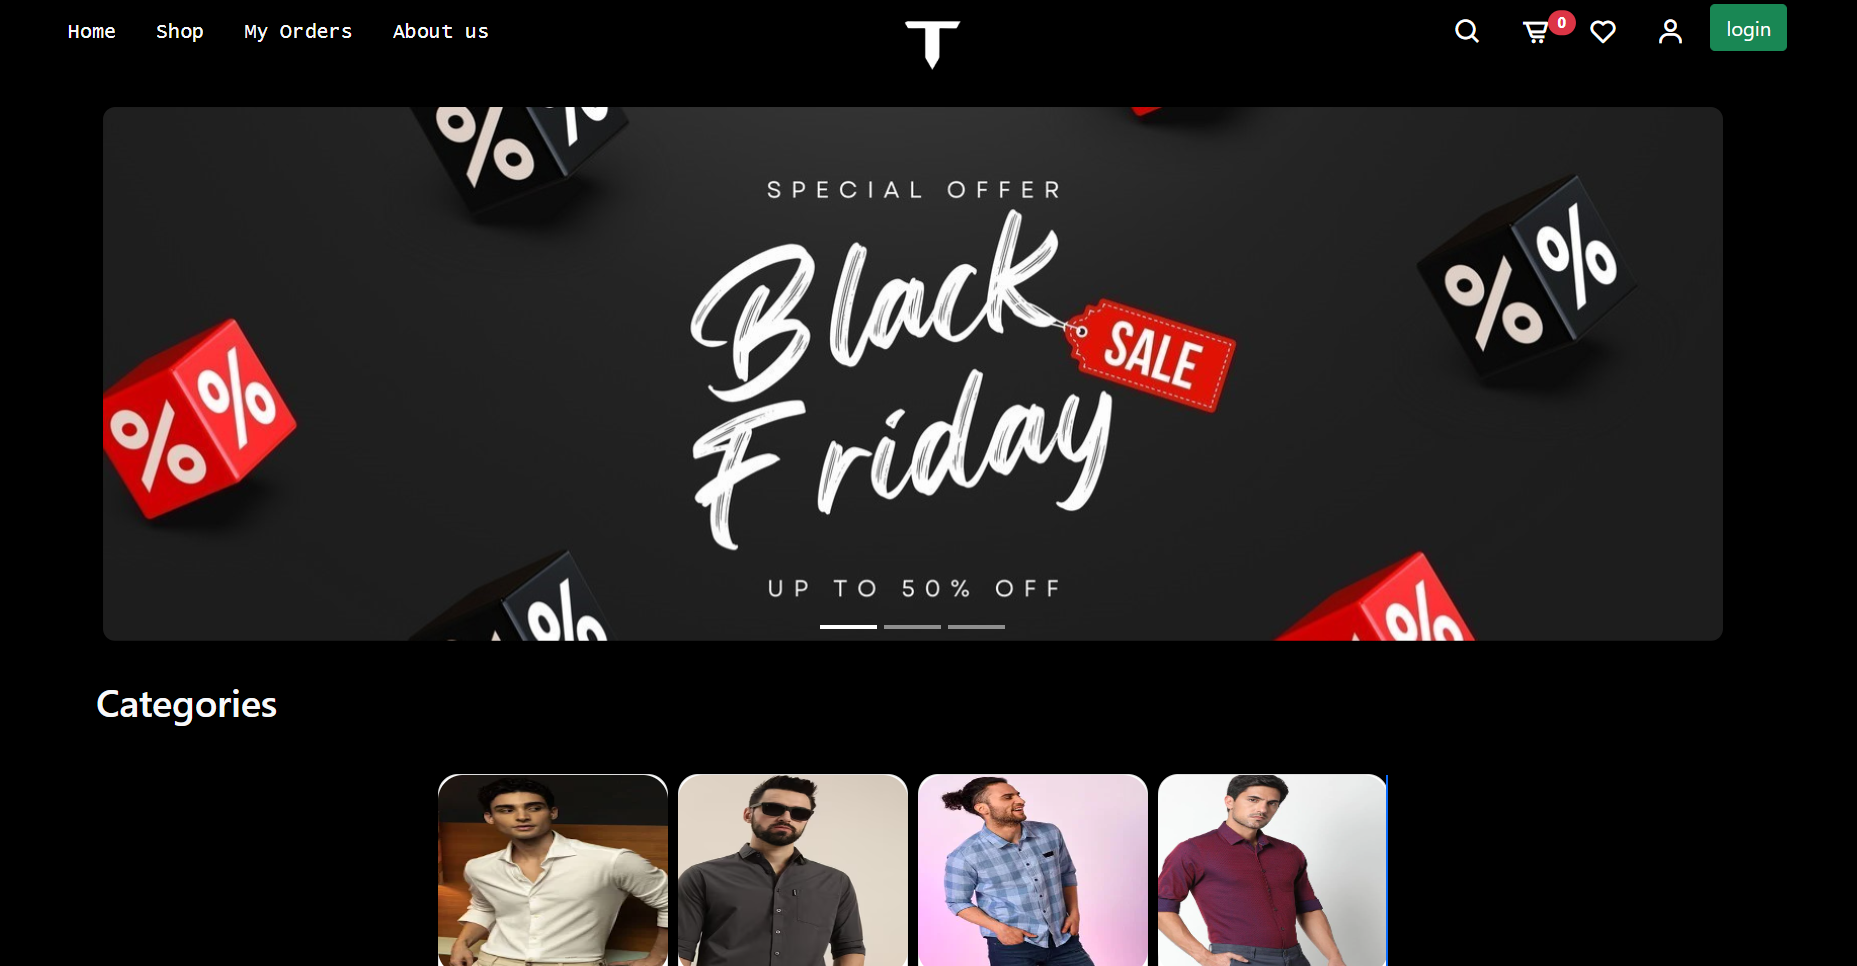 Home Shop My Orders About us
T
0
login
% % % % % %
SPECIAL OFFER
Black
SALE
Friday
% %
UP TO 50% OFF
% %
Categories